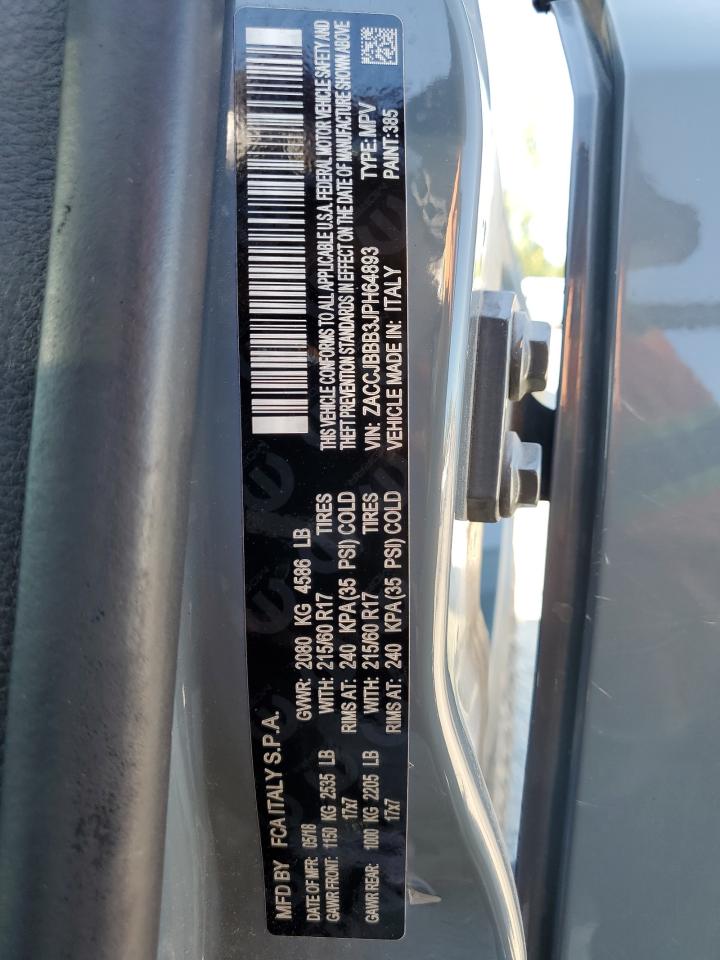 MFD BY FCA ITALY S.P.A.
DATE OF MFR: 05/18 GVWR: 2080 KG 4586 LB
GAWR FRONT: 1150 KG 2535 LB WITH: 215/60 R17 TIRES
17x7 RIMS AT: 240 KPA(35 PSI) COLD
GAWR REAR: 1000 KG 2205 LB WITH: 215/60 R17 TIRES
17x7 RIMS AT: 240 KPA(35 PSI) COLD
THIS VEHICLE CONFORMS TO ALL APPLICABLE U.S.A. FEDERAL MOTOR VEHICLE SAFETY AND
THEFT PREVENTION STANDARDS IN EFFECT ON THE DATE OF MANUFACTURE SHOWN ABOVE
VIN: ZACCJBBB3JPH64893 TYPE: MPV
VEHICLE MADE IN: ITALY PAINT: 385